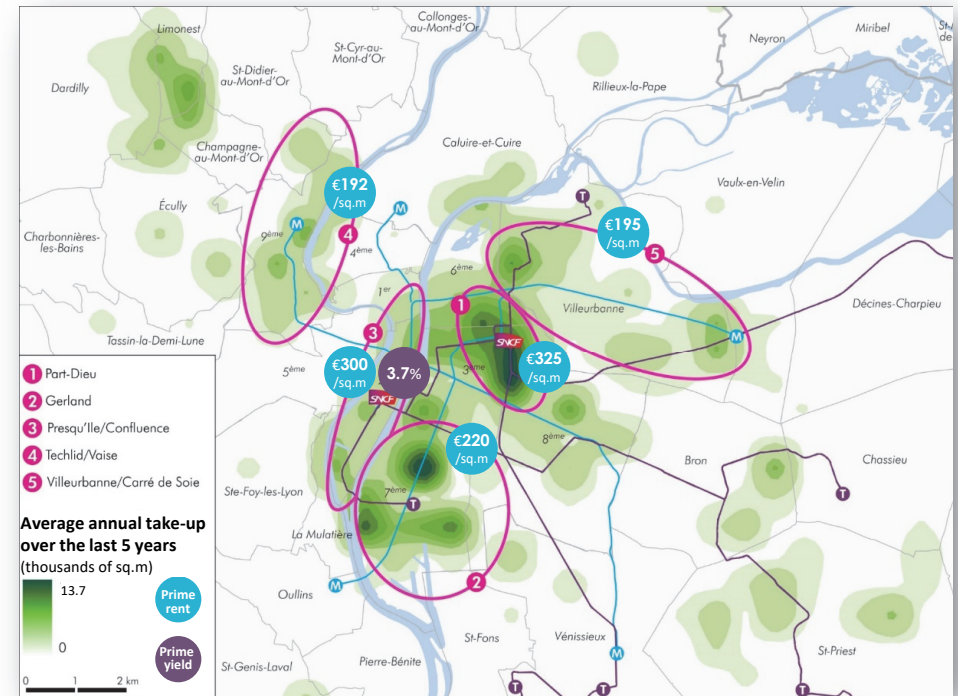 Collonges-
au-Mont-d'Or
Limonest
St-Cyr-au-
Mont-d'Or
Neyron
Miribel
St-Didier-
au-Mont-d'Or
Dardilly
Rillieux-la-Pape
Champagne-
au-Mont-d'Or
Caluire-et-Cuire
Vaulx-en-Velin
€192
/sq.m
T
Écully
M
M
€195
/sq.m
Charbonnières-
les-Bains
9ème
4
4ème
5
6ème
1er
1
Villeurbanne
Décines-Charpieu
3
M
Tassin-la-Demi-Lune
SNCF
5ème
€300
/sq.m
3.7%
3ème
€325
/sq.m
SNCF
1 Part-Dieu
2 Gerland
3 Presqu'Ile/Confluence
4 Techlid/Vaise
5 Villeurbanne/Carré de Soie
€220
/sq.m
8ème
Bron
Chassieu
Ste-Foy-les-Lyon
7ème
T
T
La Mulatière
Average annual take-up
over the last 5 years
(thousands of sq.m)
13.7
0
Prime
rent
Prime
yield
0 1 2 km
M
2
Oullins
St-Fons
Vénissieux
M
St-Priest
St-Genis-Laval
Pierre-Bénite
T
T
T